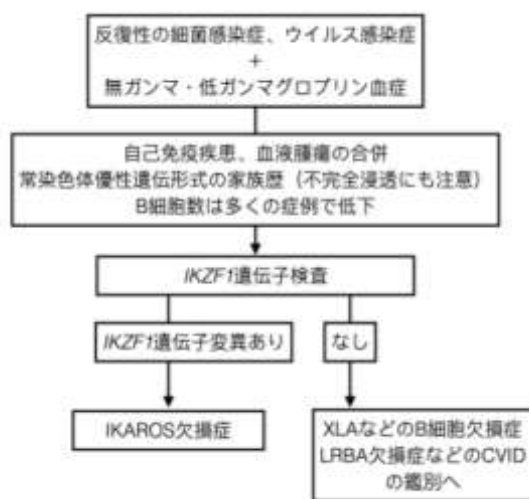 反復性の細菌感染症、ウイルス感染症
+
無ガンマ・低ガンマグロブリン血症
自己免疫疾患、血液腫瘍の合併
常染色体優性遺伝形式の家族歴（不完全浸透にも注意）
B細胞数は多くの症例で低下
IKZF1遺伝子検査
IKZF1遺伝子変異あり
なし
IKAROS欠損症
XLAなどのB細胞欠損症
LRBA欠損症などのCVID
の鑑別へ